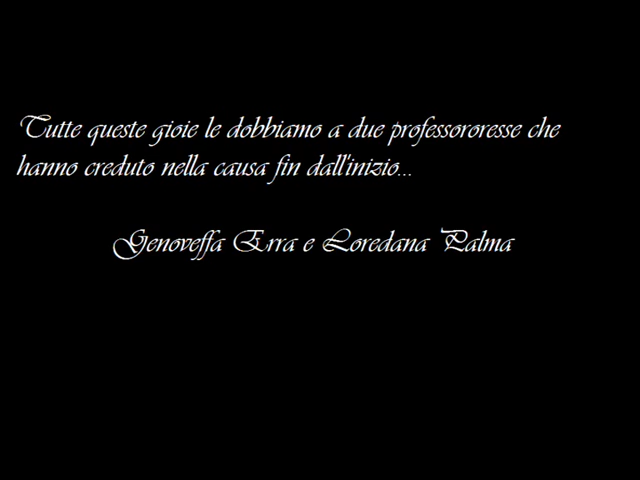 Tutte queste gioie le dobbiamo a due professororesse che
hanno creduto nella causa fin dall'inizio...
Genoveffa Erra e Loredana Palma